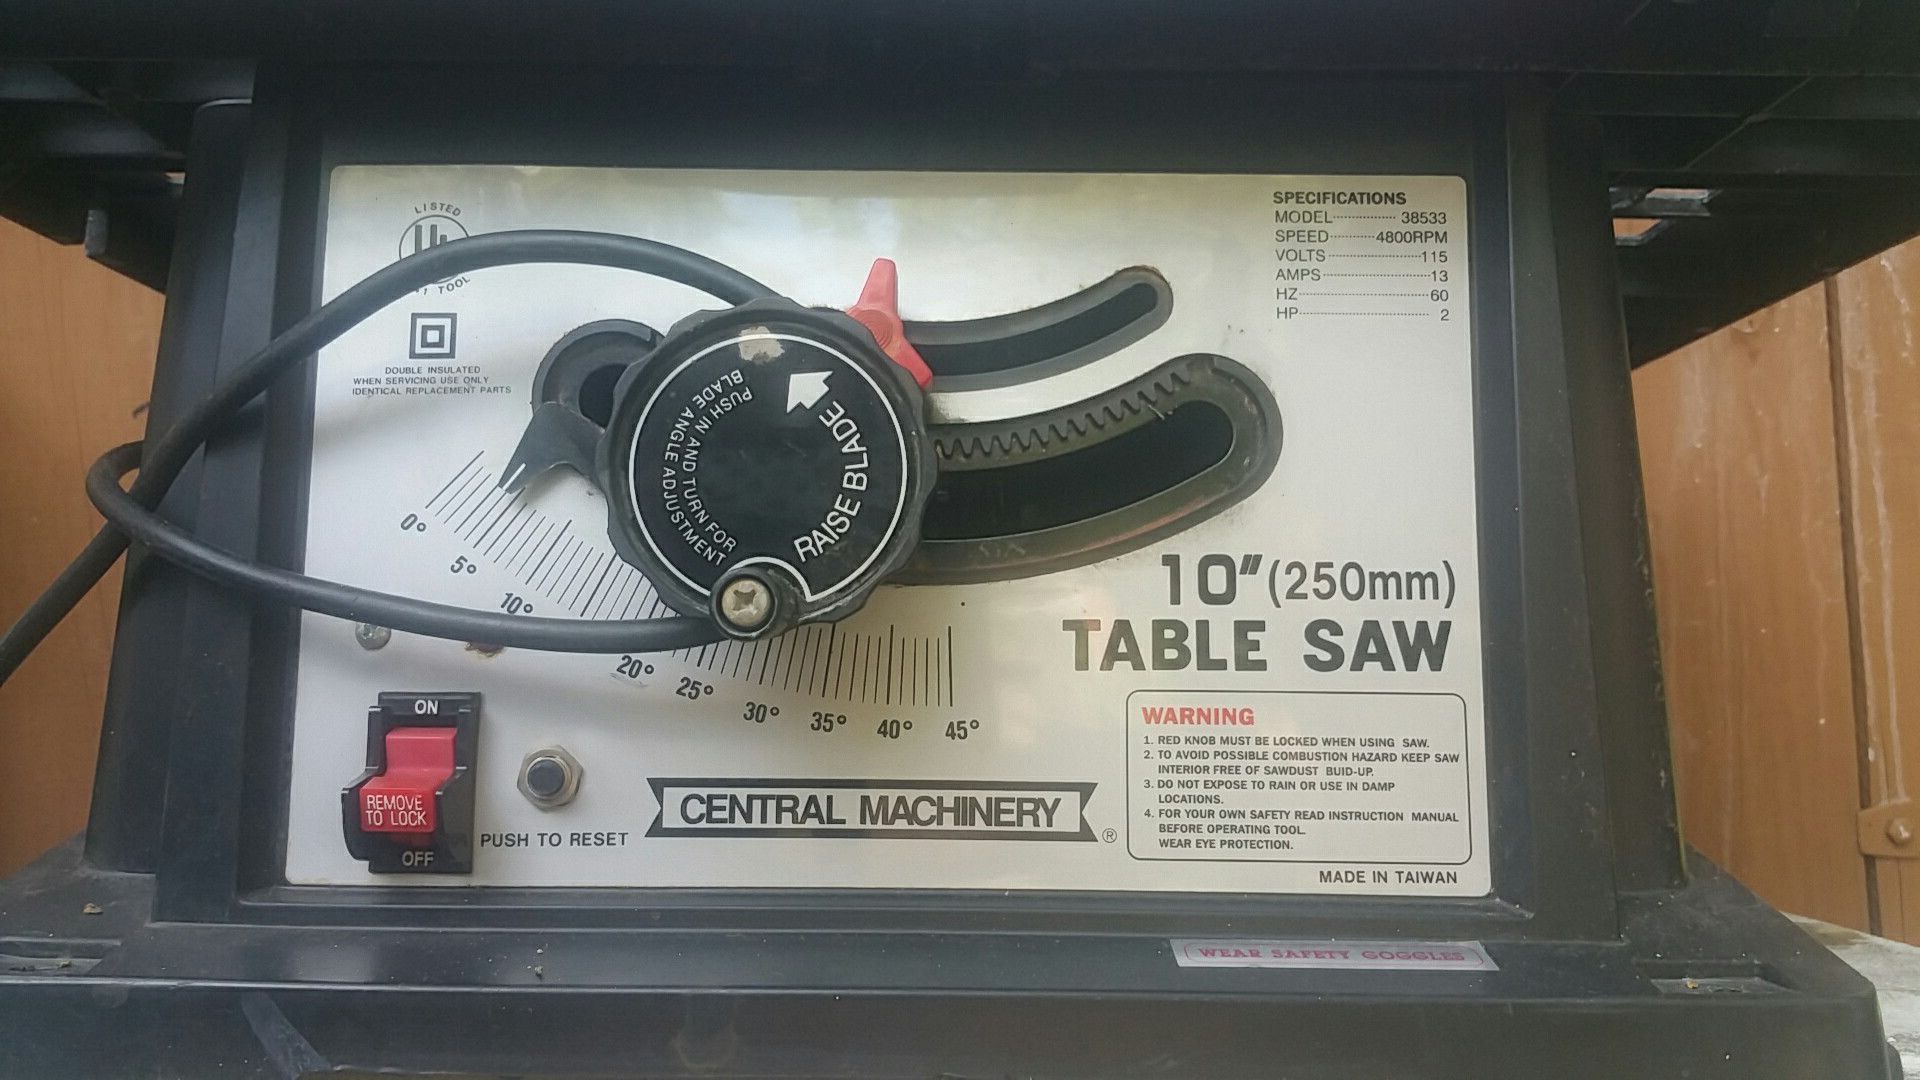 LISTED
UL
TOOL
DOUBLE INSULATED
WHEN SERVICING USE ONLY
IDENTICAL REPLACEMENT PARTS
SPECIFICATIONS
MODEL 38533
SPEED 4800RPM
VOLTS 115
AMPS 13
HZ 60
HP 2
RAISE BLADE
PUSH IN AND TURN FOR
BLADE ANGLE ADJUSTMENT
0°
5°
10°
20°
25°
30°
35°
40°
45°
10" (250mm)
TABLE SAW
ON
REMOVE
TO LOCK
OFF
PUSH TO RESET
CENTRAL MACHINERY ®
WARNING
1. RED KNOB MUST BE LOCKED WHEN USING SAW.
2. TO AVOID POSSIBLE COMBUSTION HAZARD KEEP SAW
INTERIOR FREE OF SAWDUST BUID-UP.
3. DO NOT EXPOSE TO RAIN OR USE IN DAMP
LOCATIONS.
4. FOR YOUR OWN SAFETY READ INSTRUCTION MANUAL
BEFORE OPERATING TOOL.
WEAR EYE PROTECTION.
MADE IN TAIWAN
WEAR SAFETY GOGGLES